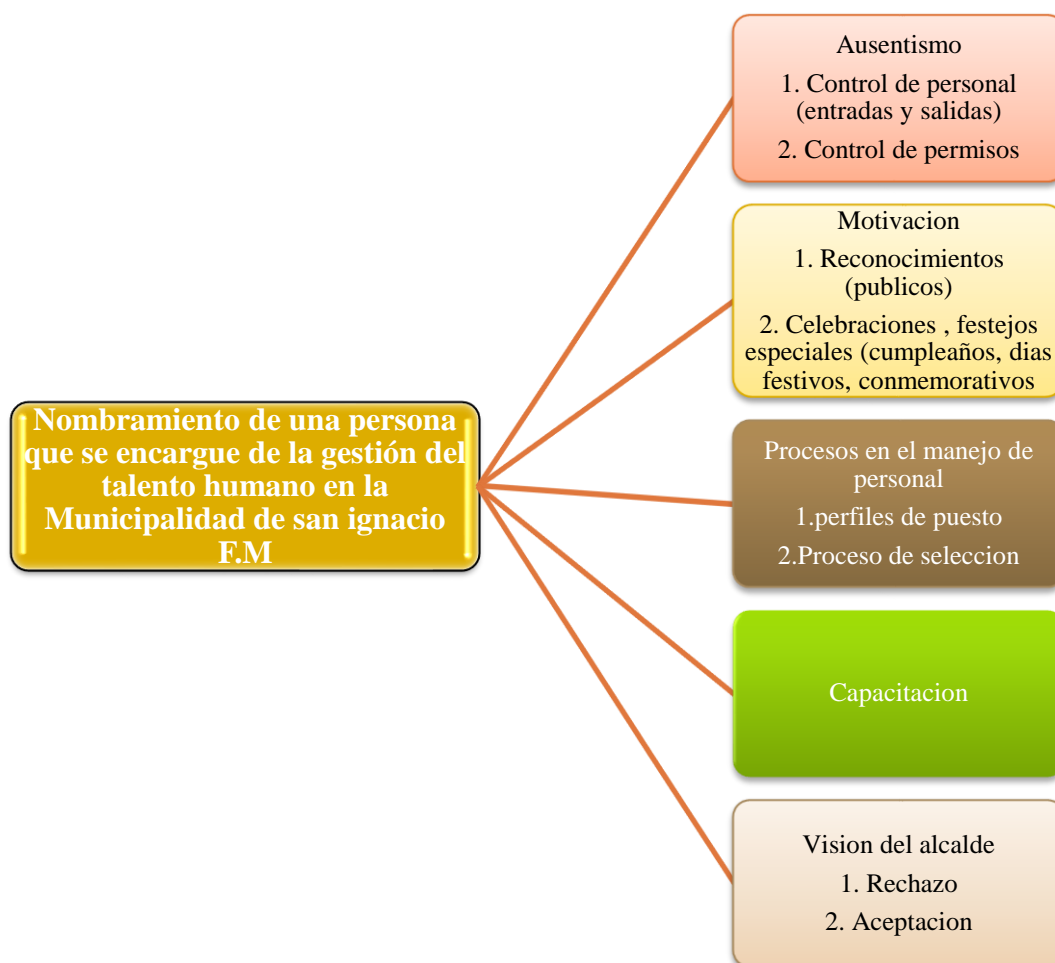 Nombramiento de una persona
que se encargue de la gestión del
talento humano en la
Municipalidad de san ignacio
F.M
Ausentismo
1. Control de personal
(entradas y salidas)
2. Control de permisos
Motivacion
1. Reconocimientos
(publicos)
2. Celebraciones , festejos
especiales (cumpleaños, dias
festivos, conmemorativos
Procesos en el manejo de
personal
1.perfiles de puesto
2.Proceso de seleccion
Capacitacion
Vision del alcalde
1. Rechazo
2. Aceptacion